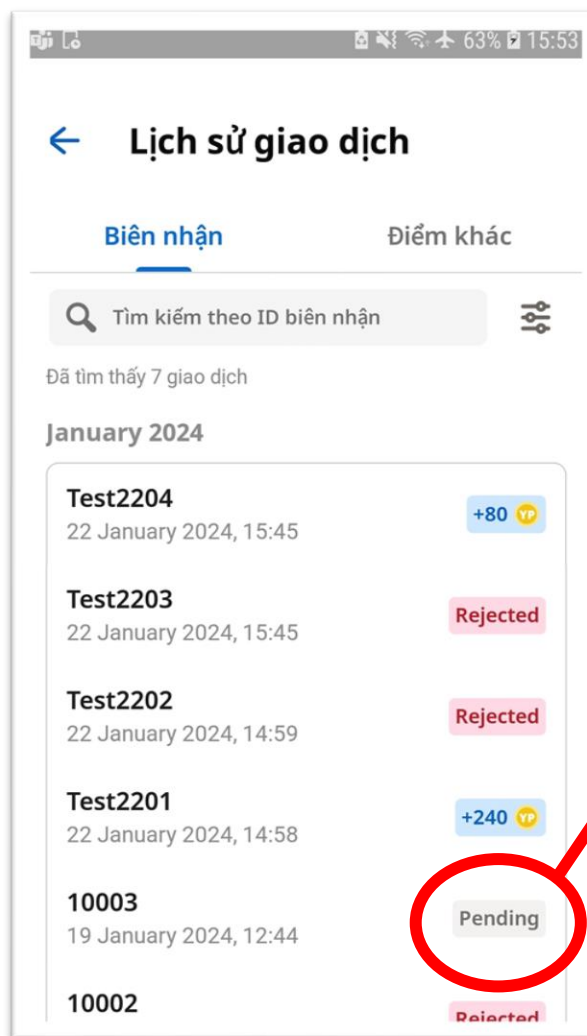 63% 15:53
Lịch sử giao dịch
Biên nhận Điểm khác
Tìm kiếm theo ID biên nhận
Đã tìm thấy 7 giao dịch
January 2024
Test2204
+80 YP
22 January 2024, 15:45
Test2203
Rejected
22 January 2024, 15:45
Test2202
Rejected
22 January 2024, 14:59
Test2201
+240 YP
22 January 2024, 14:58
10003
Pending
19 January 2024, 12:44
10002
Rejected